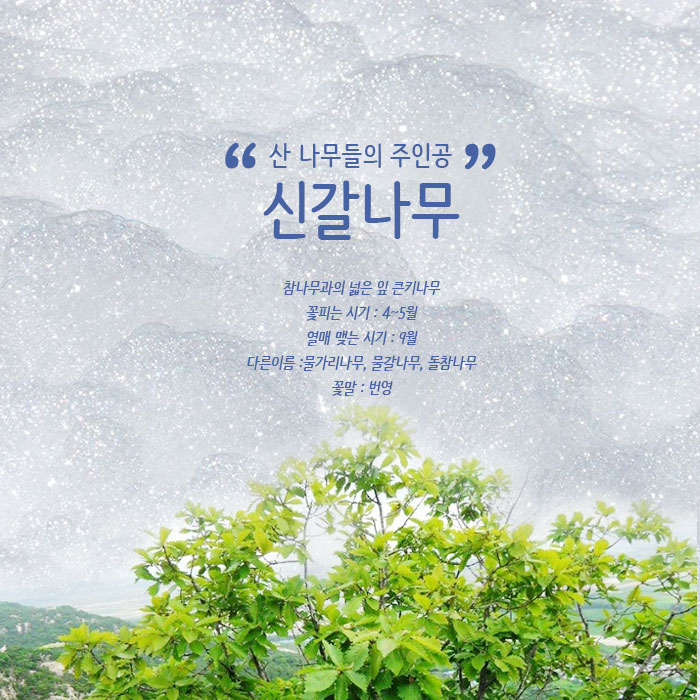 “ 산 나무들의 주인공 ”
신갈나무
참나무과의 넓은 잎 큰키나무
꽃피는 시기 : 4~5월
열매 맺는 시기 : 9월
다른이름 :물가리나무, 물갈나무, 돌참나무
꽃말 : 번영